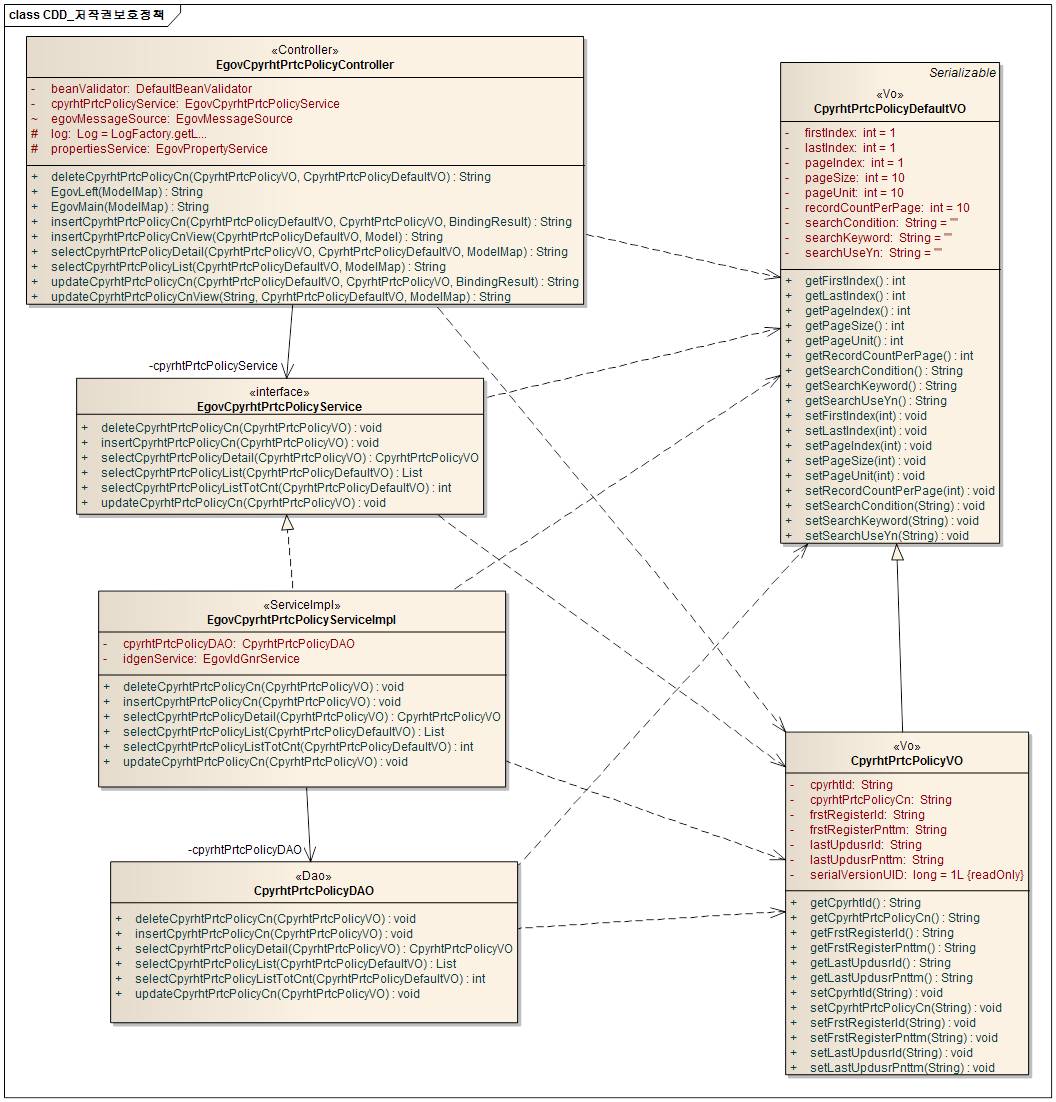 class CDD_저작권보호정책
«Controller»
EgovCpyrhtPrtcPolicyController
- beanValidator: DefaultBeanValidator
- cpyrhtPrtcPolicyService: EgovCpyrhtPrtcPolicyService
~ egovMessageSource: EgovMessageSource
# log: Log = LogFactory.getL...
# propertiesService: EgovPropertyService
+ deleteCpyrhtPrtcPolicyCn(CpyrhtPrtcPolicyVO, CpyrhtPrtcPolicyDefaultVO) : String
+ EgovLeft(ModelMap) : String
+ EgovMain(ModelMap) : String
+ insertCpyrhtPrtcPolicyCn(CpyrhtPrtcPolicyDefaultVO, CpyrhtPrtcPolicyVO, BindingResult) : String
+ insertCpyrhtPrtcPolicyCnView(CpyrhtPrtcPolicyDefaultVO, Model) : String
+ selectCpyrhtPrtcPolicyDetail(CpyrhtPrtcPolicyVO, CpyrhtPrtcPolicyDefaultVO, ModelMap) : String
+ selectCpyrhtPrtcPolicyList(CpyrhtPrtcPolicyDefaultVO, ModelMap) : String
+ updateCpyrhtPrtcPolicyCn(CpyrhtPrtcPolicyDefaultVO, CpyrhtPrtcPolicyVO, BindingResult) : String
+ updateCpyrhtPrtcPolicyCnView(String, CpyrhtPrtcPolicyDefaultVO, ModelMap) : String
-cpyrhtPrtcPolicyService
«interface»
EgovCpyrhtPrtcPolicyService
+ deleteCpyrhtPrtcPolicyCn(CpyrhtPrtcPolicyVO) : void
+ insertCpyrhtPrtcPolicyCn(CpyrhtPrtcPolicyVO) : void
+ selectCpyrhtPrtcPolicyDetail(CpyrhtPrtcPolicyVO) : CpyrhtPrtcPolicyVO
+ selectCpyrhtPrtcPolicyList(CpyrhtPrtcPolicyDefaultVO) : List
+ selectCpyrhtPrtcPolicyListTotCnt(CpyrhtPrtcPolicyDefaultVO) : int
+ updateCpyrhtPrtcPolicyCn(CpyrhtPrtcPolicyVO) : void
«ServiceImpl»
EgovCpyrhtPrtcPolicyServiceImpl
- cpyrhtPrtcPolicyDAO: CpyrhtPrtcPolicyDAO
- idgenService: EgovIdGnrService
+ deleteCpyrhtPrtcPolicyCn(CpyrhtPrtcPolicyVO) : void
+ insertCpyrhtPrtcPolicyCn(CpyrhtPrtcPolicyVO) : void
+ selectCpyrhtPrtcPolicyDetail(CpyrhtPrtcPolicyVO) : CpyrhtPrtcPolicyVO
+ selectCpyrhtPrtcPolicyList(CpyrhtPrtcPolicyDefaultVO) : List
+ selectCpyrhtPrtcPolicyListTotCnt(CpyrhtPrtcPolicyDefaultVO) : int
+ updateCpyrhtPrtcPolicyCn(CpyrhtPrtcPolicyVO) : void
-cpyrhtPrtcPolicyDAO
«Dao»
CpyrhtPrtcPolicyDAO
+ deleteCpyrhtPrtcPolicyCn(CpyrhtPrtcPolicyVO) : void
+ insertCpyrhtPrtcPolicyCn(CpyrhtPrtcPolicyVO) : void
+ selectCpyrhtPrtcPolicyDetail(CpyrhtPrtcPolicyVO) : CpyrhtPrtcPolicyVO
+ selectCpyrhtPrtcPolicyList(CpyrhtPrtcPolicyDefaultVO) : List
+ selectCpyrhtPrtcPolicyListTotCnt(CpyrhtPrtcPolicyDefaultVO) : int
+ updateCpyrhtPrtcPolicyCn(CpyrhtPrtcPolicyVO) : void
Serializable
«Vo»
CpyrhtPrtcPolicyDefaultVO
- firstIndex: int = 1
- lastIndex: int = 1
- pageIndex: int = 1
- pageSize: int = 10
- pageUnit: int = 10
- recordCountPerPage: int = 10
- searchCondition: String = ""
- searchKeyword: String = ""
- searchUseYn: String = ""
+ getFirstIndex() : int
+ getLastIndex() : int
+ getPageIndex() : int
+ getPageSize() : int
+ getPageUnit() : int
+ getRecordCountPerPage() : int
+ getSearchCondition() : String
+ getSearchKeyword() : String
+ getSearchUseYn() : String
+ setFirstIndex(int) : void
+ setLastIndex(int) : void
+ setPageIndex(int) : void
+ setPageSize(int) : void
+ setPageUnit(int) : void
+ setRecordCountPerPage(int) : void
+ setSearchCondition(String) : void
+ setSearchKeyword(String) : void
+ setSearchUseYn(String) : void
«Vo»
CpyrhtPrtcPolicyVO
- cpyrhtId: String
- cpyrhtPrtcPolicyCn: String
- frstRegisterId: String
- frstRegisterPnttm: String
- lastUpdusrId: String
- lastUpdusrPnttm: String
- serialVersionUID: long = 1L {readOnly}
+ getCpyrhtId() : String
+ getCpyrhtPrtcPolicyCn() : String
+ getFrstRegisterId() : String
+ getFrstRegisterPnttm() : String
+ getLastUpdusrId() : String
+ getLastUpdusrPnttm() : String
+ setCpyrhtId(String) : void
+ setCpyrhtPrtcPolicyCn(String) : void
+ setFrstRegisterId(String) : void
+ setFrstRegisterPnttm(String) : void
+ setLastUpdusrId(String) : void
+ setLastUpdusrPnttm(String) : void